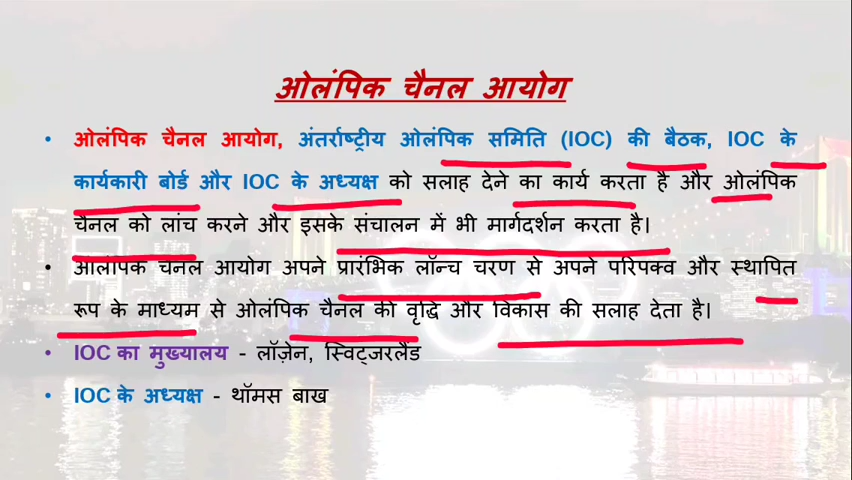 ओलंपिक चैनल आयोग
• ओलंपिक चैनल आयोग, अंतर्राष्ट्रीय ओलंपिक समिति (IOC) की बैठक, IOC के
कार्यकारी बोर्ड और IOC के अध्यक्ष को सलाह देने का कार्य करता है और ओलंपिक
चैनल को लांच करने और इसके संचालन में भी मार्गदर्शन करता है।
• ओलंपिक चैनल आयोग अपने प्रारंभिक लॉन्च चरण से अपने परिपक्व और स्थापित
रूप के माध्यम से ओलंपिक चैनल की वृद्धि और विकास की सलाह देता है।
• IOC का मुख्यालय - लॉज़ेन, स्विट्जरलैंड
• IOC के अध्यक्ष - थॉमस बाख